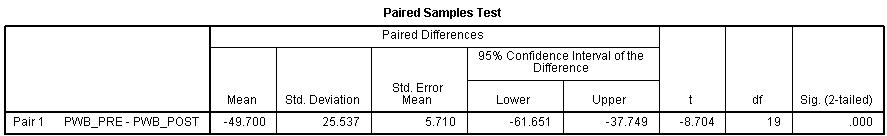 Paired Samples Test
Paired Differences
95% Confidence Interval of the
Difference
Mean Std. Deviation Std. Error
Mean Lower Upper t df Sig. (2-tailed)
Pair 1 PWB_PRE - PWB_POST -49.700 25.537 5.710 -61.651 -37.749 -8.704 19 .000